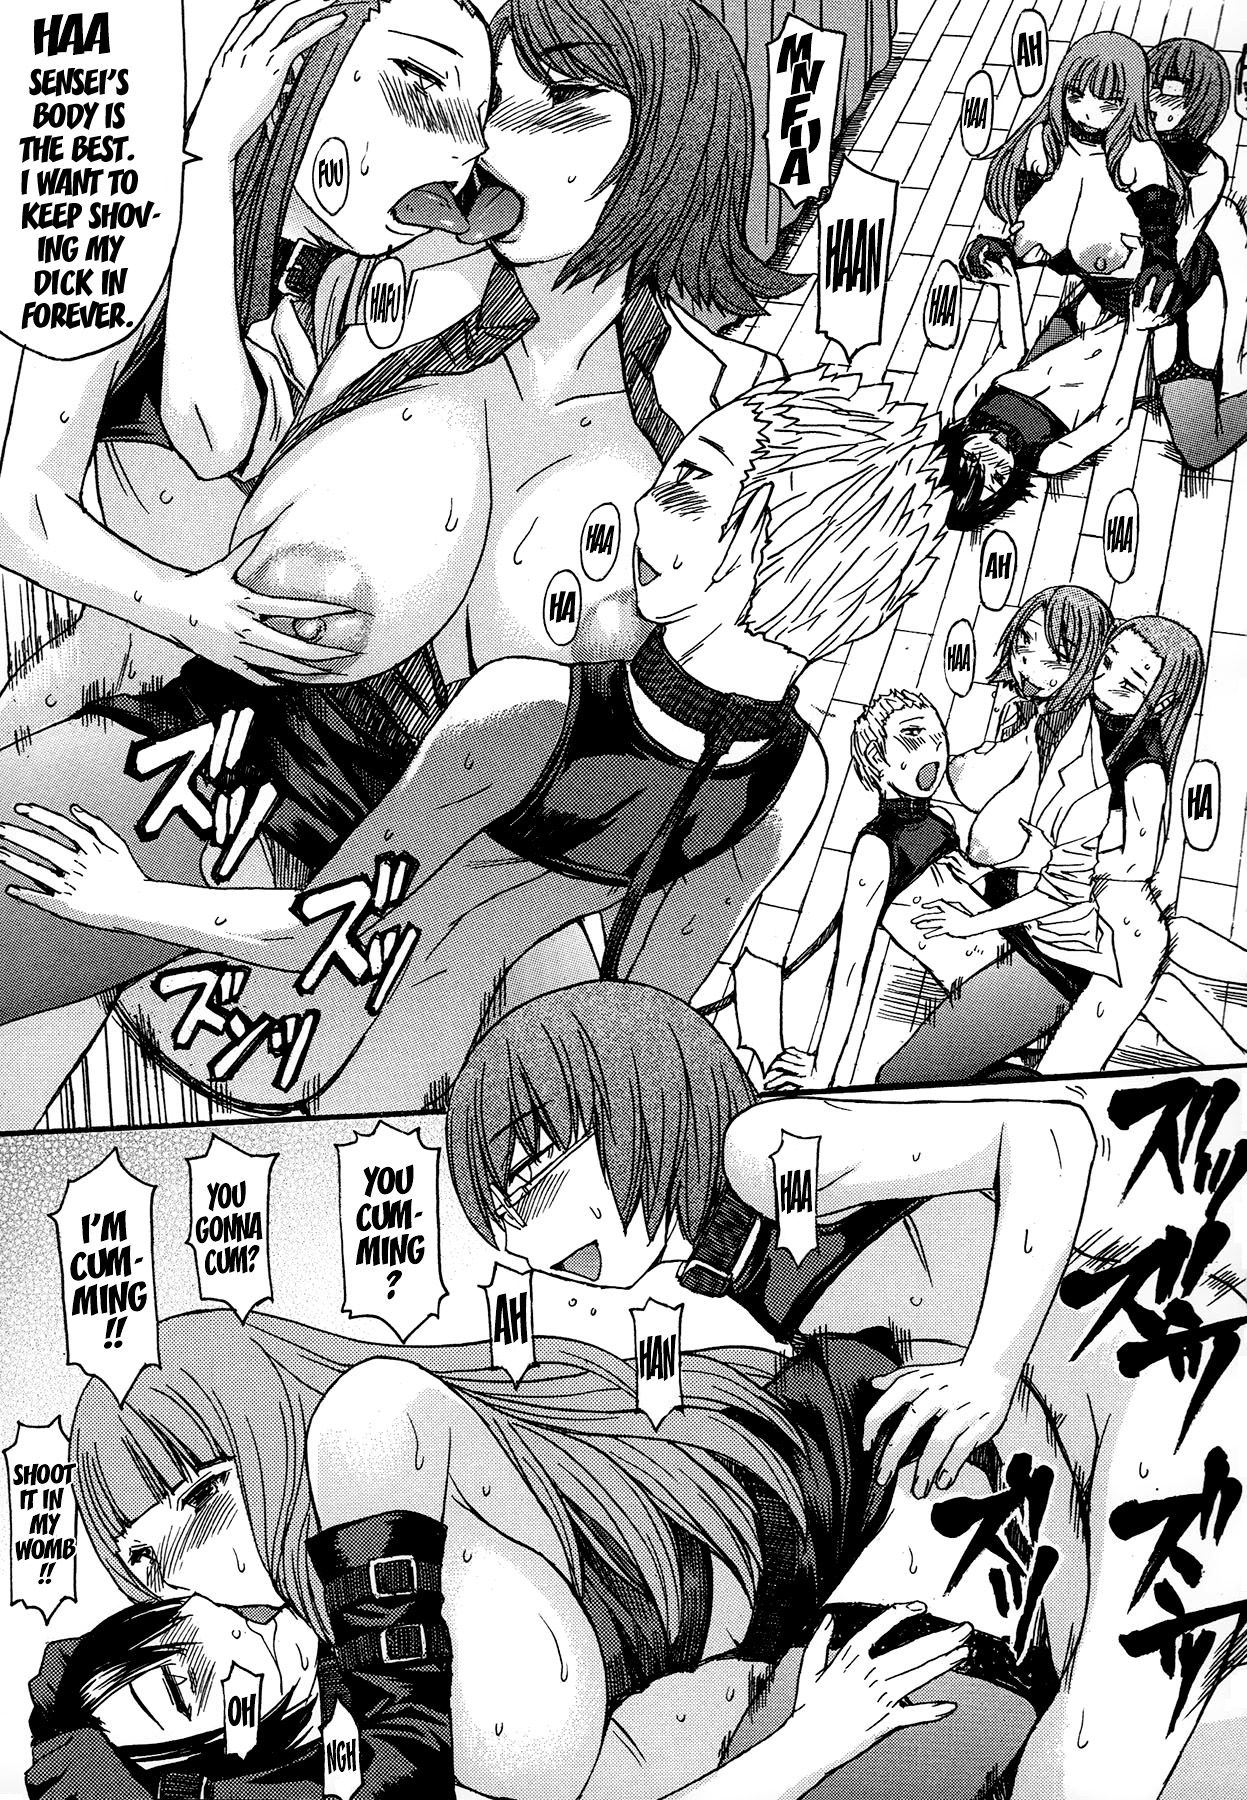 HAA
SENSEI'S
BODY IS
THE BEST.
I WANT TO
KEEP SHOV-
ING MY
DICK IN
FOREVER.
FUU
HAFU
MNFUA
HAAN
AH
HAA
HAA
HAA
HAA
HA
HAA
AH
HAA
HA
ズッ
ズッ
ズンッ
ズッ
ズッ
ズッ
ズッ
HAA
YOU
CUM-
MING
?
YOU
GONNA
CUM?
I'M
CUM-
MING
!!
AH
HAN
SHOOT
IT IN
MY
WOMB
!!
OH
NGH